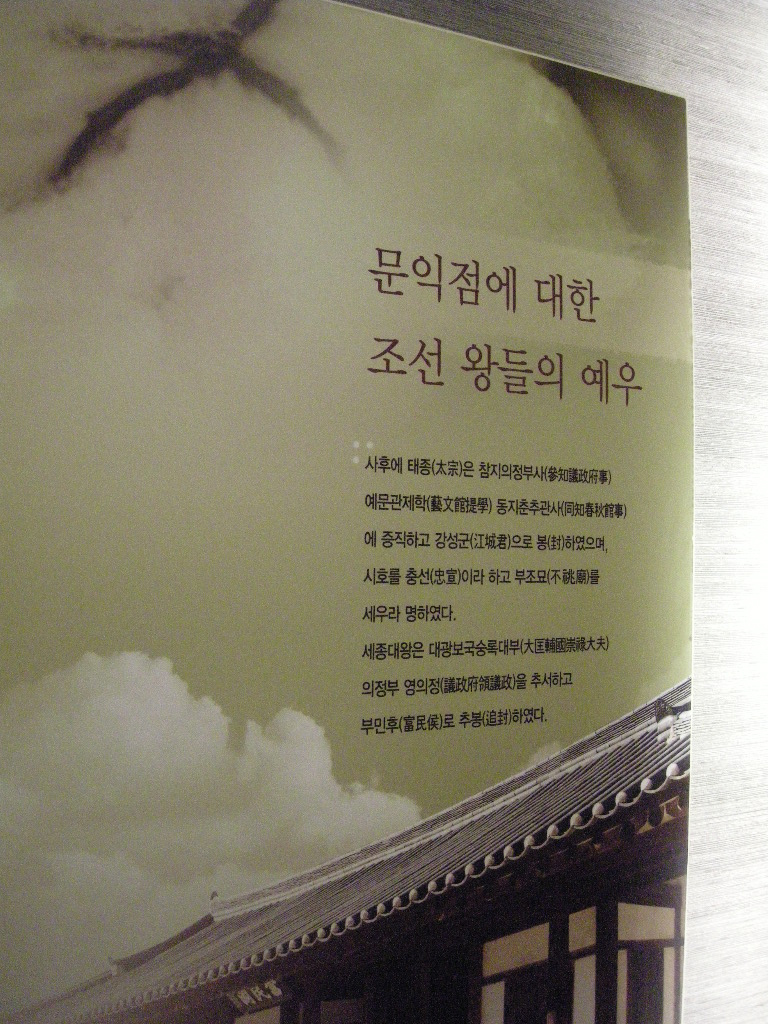 문익점에 대한
조선 왕들의 예우
사후에 태종(太宗)은 참지의정부사(參知議政府事)
예문관제학(藝文館提學) 동지춘추관사(同知春秋館事)
에 증직하고 강성군(江城君)으로 봉(封)하였으며,
시호를 충선(忠宣)이라 하고 부조묘(不祧廟)를
세우라 명하였다.
세종대왕은 대광보국숭록대부(大匡輔國崇祿大夫)
의정부 영의정(議政府領議政)을 추서하고
부민후(富民侯)로 추봉(追封)하였다.